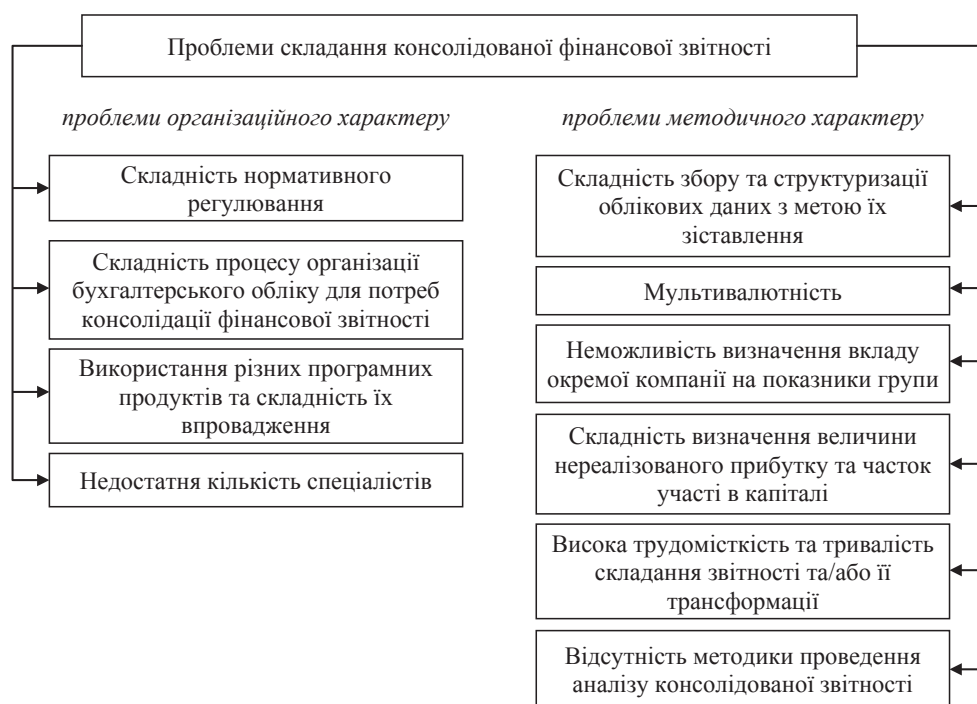 Проблеми складання консолідованої фінансової звітності
проблеми організаційного характеру
Складність нормативного
регулювання
Складність процесу організації
бухгалтерського обліку для потреб
консолідації фінансової звітності
Використання різних програмних
продуктів та складність їх
впровадження
Недостатня кількість спеціалістів
проблеми методичного характеру
Складність збору та структуризації
облікових даних з метою їх
зіставлення
Мультивалютність
Неможливість визначення вкладу
окремої компанії на показники групи
Складність визначення величини
нереалізованого прибутку та часток
участі в капіталі
Висока трудомісткість та тривалість
складання звітності та/або її
трансформації
Відсутність методики проведення
аналізу консолідованої звітності